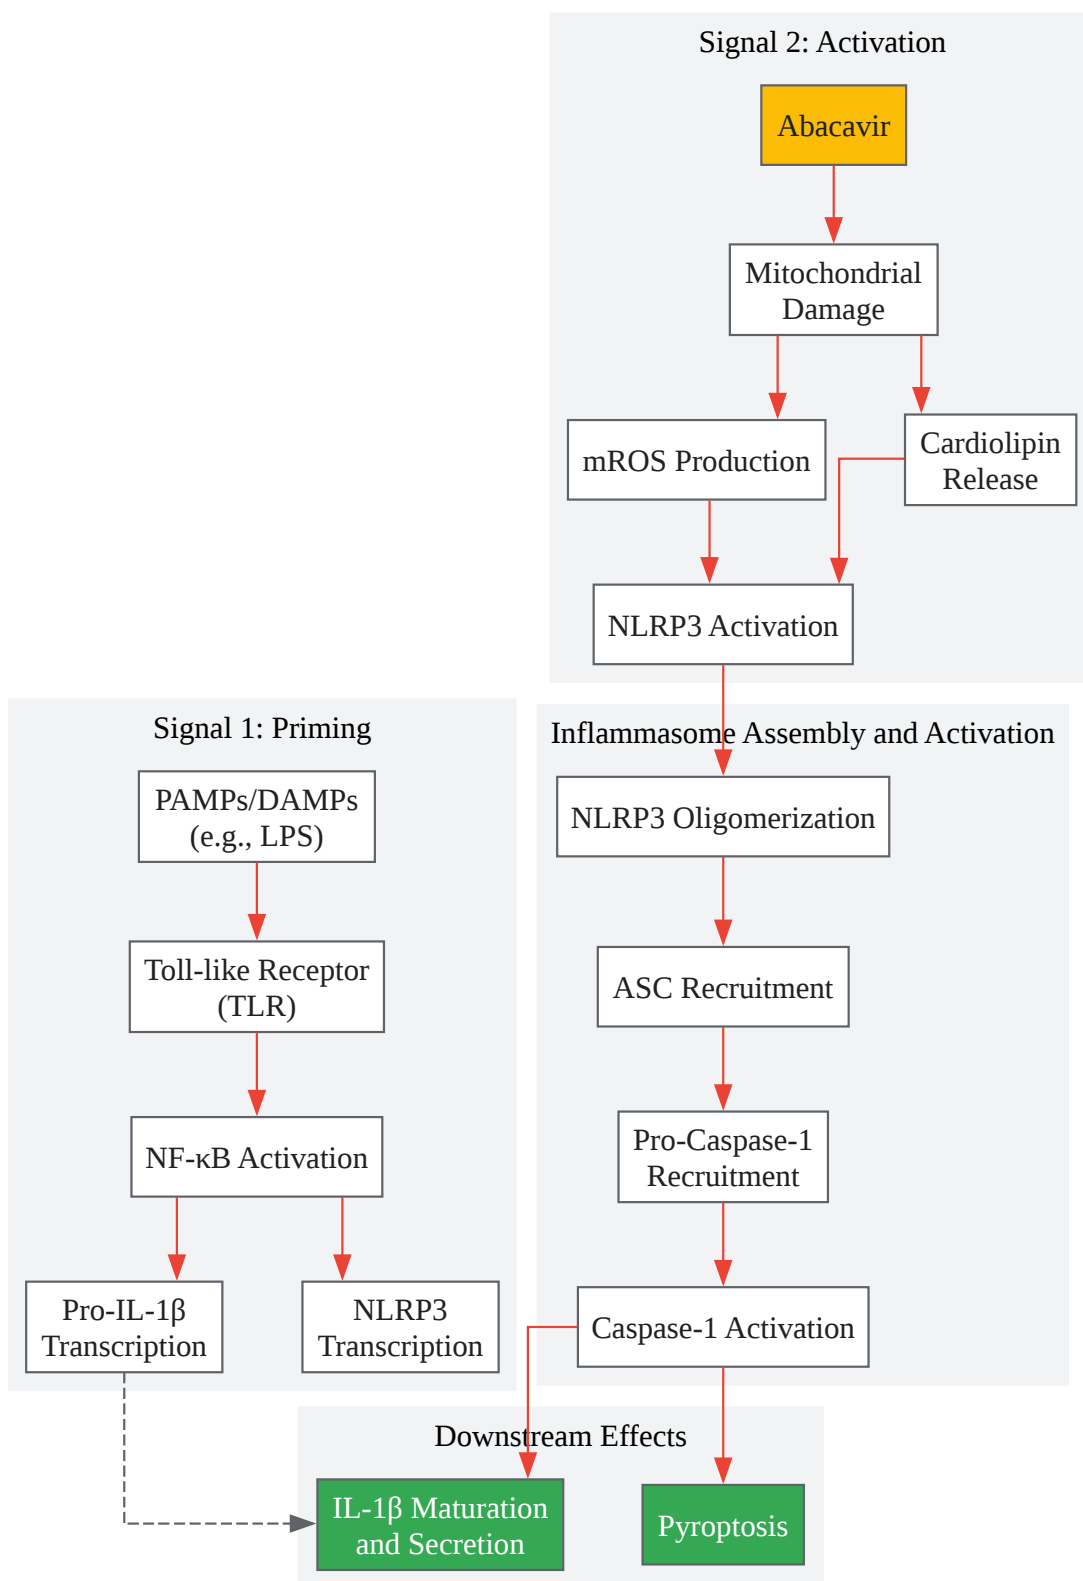 Signal 2: Activation
Abacavir
Mitochondrial
Damage
mROS Production
Cardiolipin
Release
NLRP3 Activation
Signal 1: Priming
PAMPs/DAMPs
(e.g., LPS)
Toll-like Receptor
(TLR)
NF-κB Activation
Pro-IL-1β
Transcription
NLRP3
Transcription
Inflammasome Assembly and Activation
NLRP3 Oligomerization
ASC Recruitment
Pro-Caspase-1
Recruitment
Caspase-1 Activation
Downstream Effects
IL-1β Maturation
and Secretion
Pyroptosis